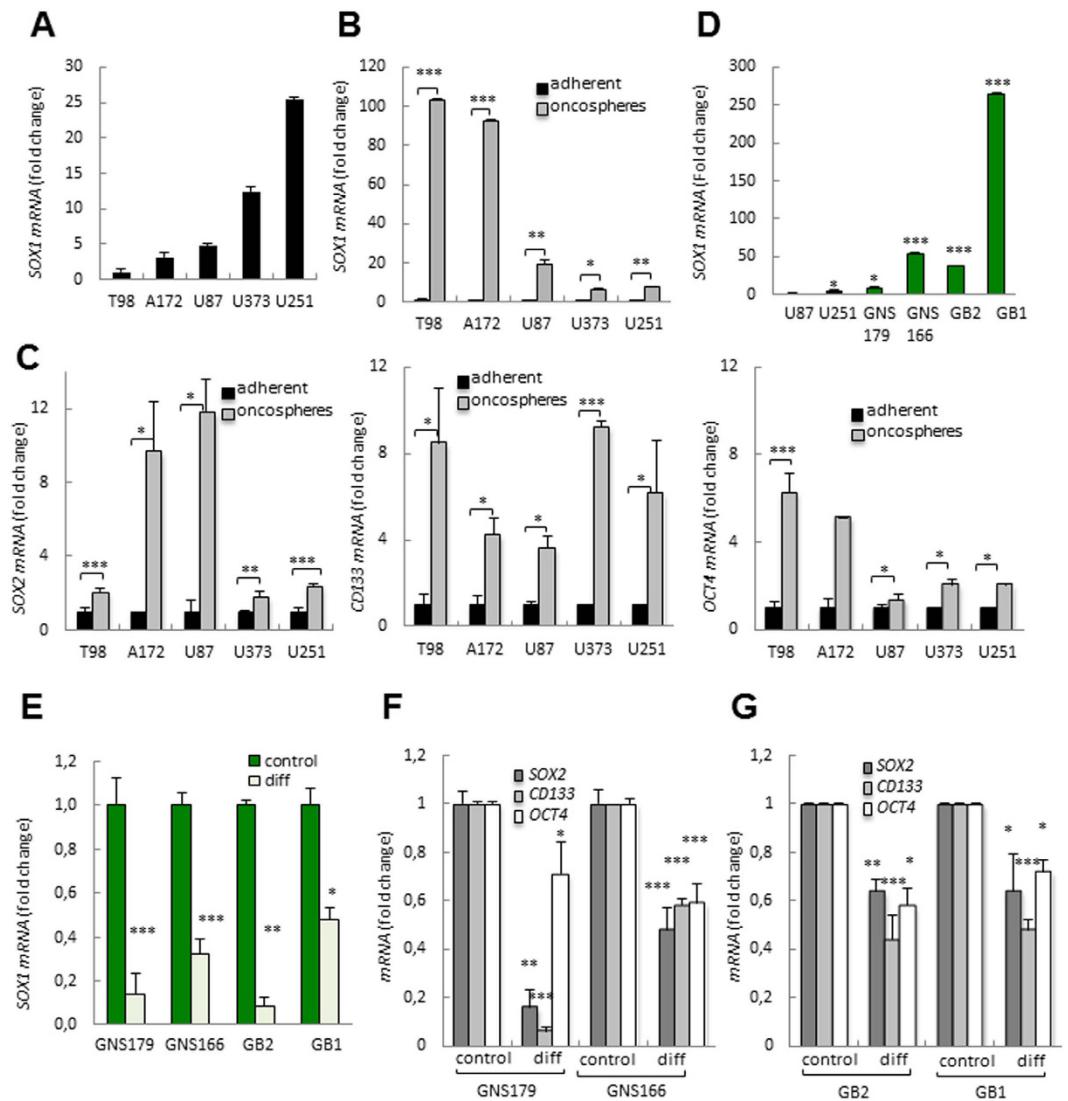 A
SOX1 mRNA (fold change)
30
25
20
15
10
5
0
T98 A172 U87 U373 U251
B
SOX1 mRNA (fold change)
120
100
80
60
40
20
0
adherent
oncospheres
***
***
**
*
**
T98 A172 U87 U373 U251
D
SOX1 mRNA (Fold change)
300
250
200
150
100
50
0
*
*
***
***
***
U87 U251 GNS 179 GNS 166 GB2 GB1
C
SOX2 mRNA (fold change)
12
8
4
0
adherent
oncospheres
***
*
*
**
***
T98 A172 U87 U373 U251
CD133 mRNA (fold change)
12
8
4
0
adherent
oncospheres
*
*
*
***
*
T98 A172 U87 U373 U251
OCT4 mRNA (fold change)
12
8
4
0
adherent
oncospheres
***
*
*
*
T98 A172 U87 U373 U251
E
SOX1 mRNA (fold change)
1,2
1,0
0,8
0,6
0,4
0,2
0,0
control
diff
***
***
**
*
GNS179 GNS166 GB2 GB1
F
mRNA (fold change)
1,2
1
0,8
0,6
0,4
0,2
0
SOX2
CD133
OCT4
**
***
*
***
***
***
control diff control diff
GNS179 GNS166
G
mRNA (fold change)
1,2
1
0,8
0,6
0,4
0,2
0
SOX2
CD133
OCT4
**
***
*
*
***
*
control diff control diff
GB2 GB1